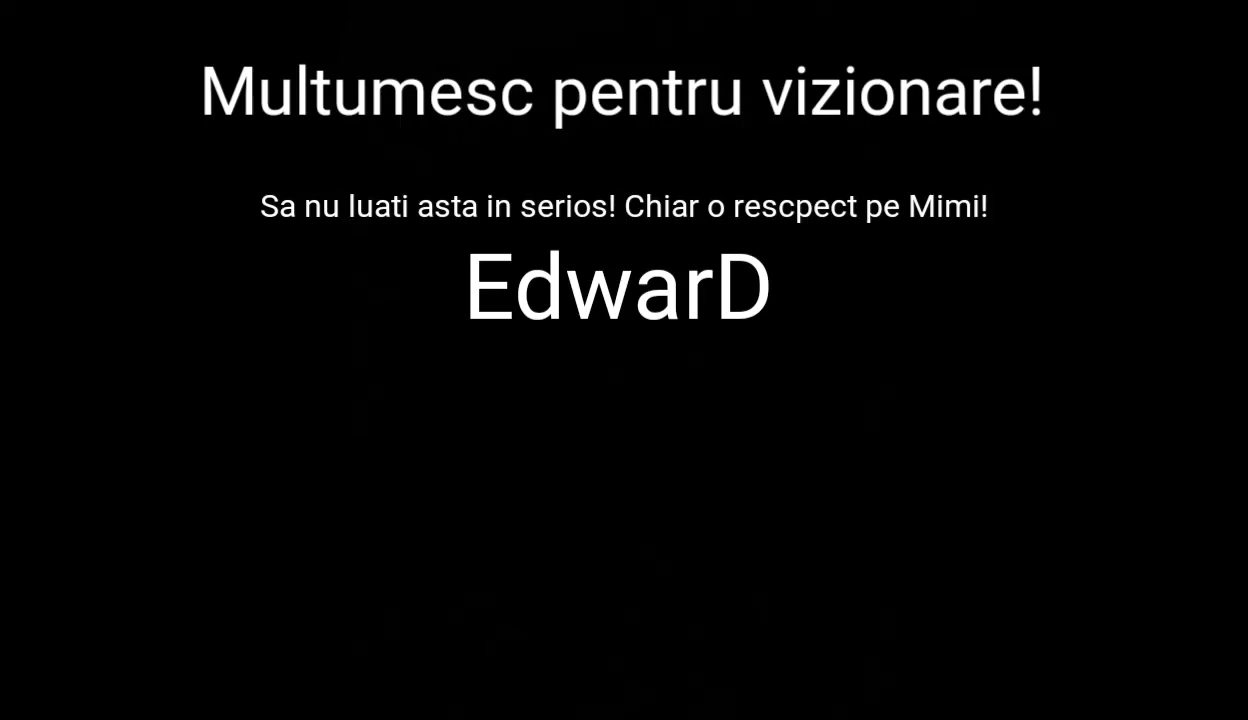 Multumesc pentru vizionare!
Sa nu luati asta in serios! Chiar o rescpect pe Mimi!
EdwarD